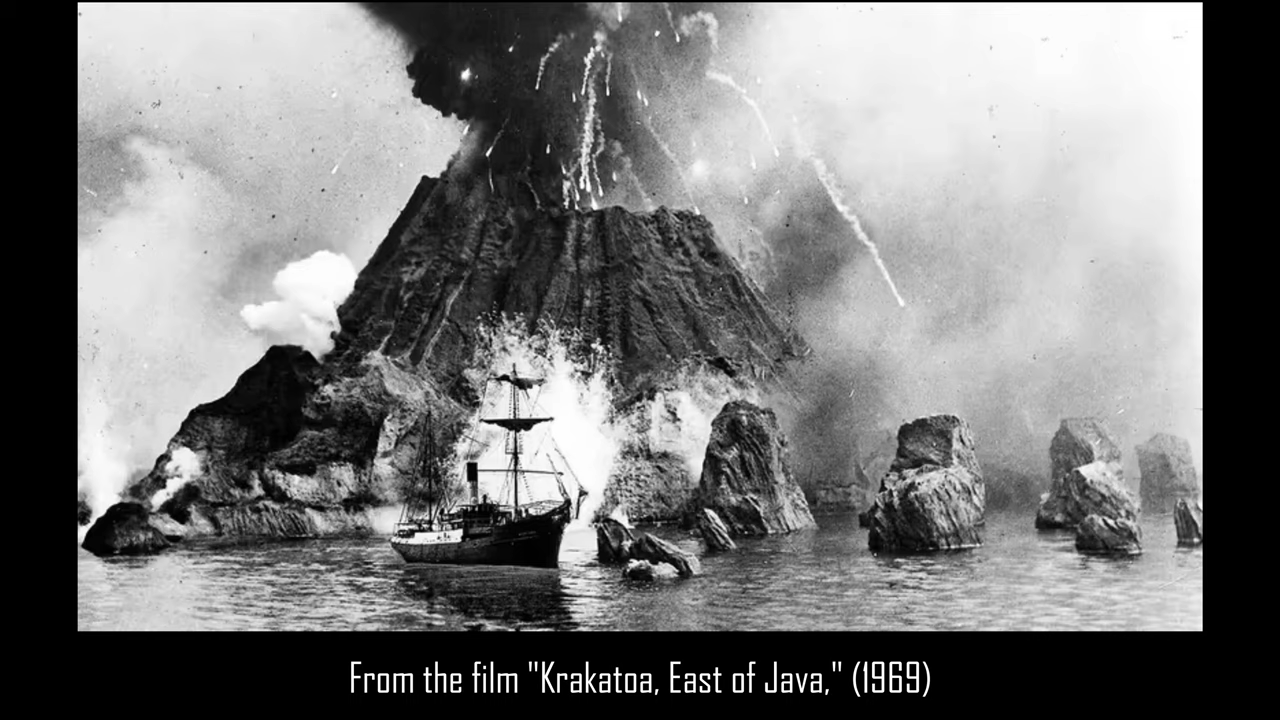 From the film "Krakatoa, East of Java," (1969)